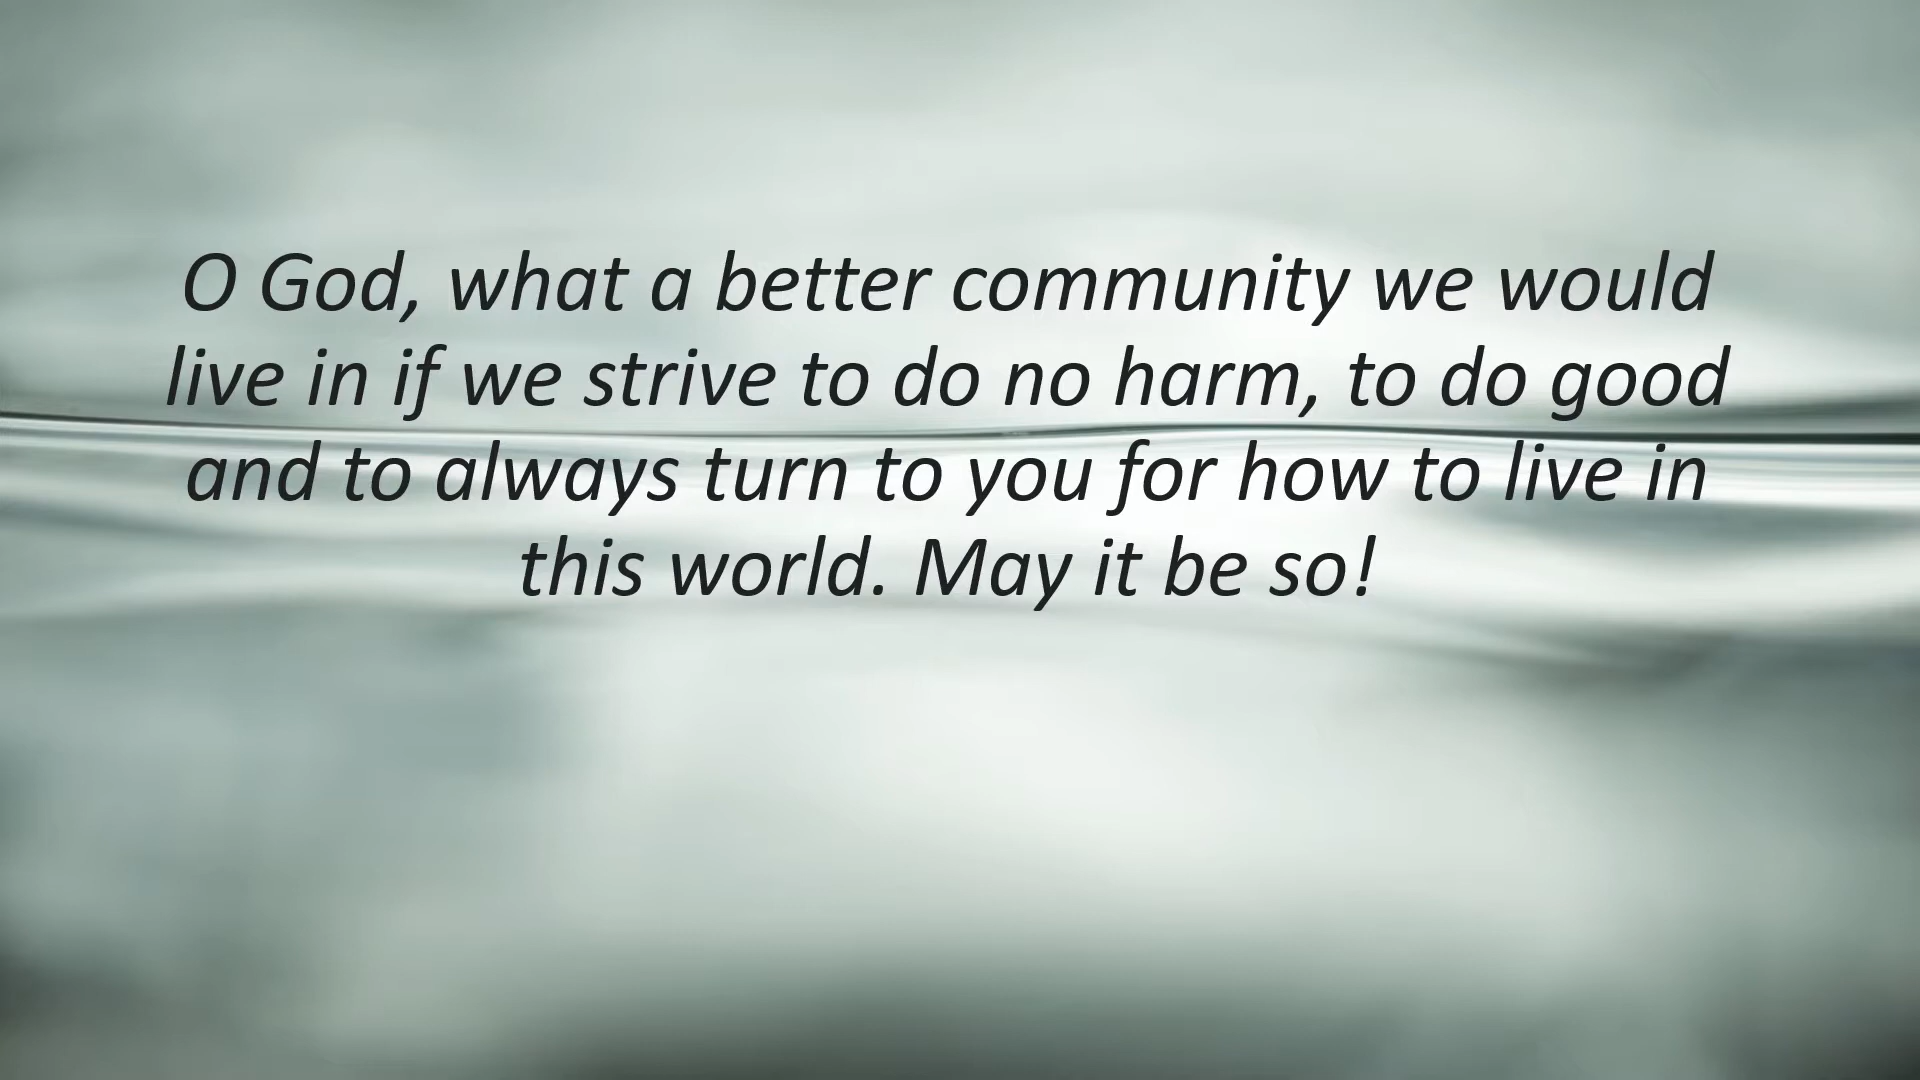 O God, what a better community we would
live in if we strive to do no harm, to do good
and to always turn to you for how to live in
this world. May it be so!